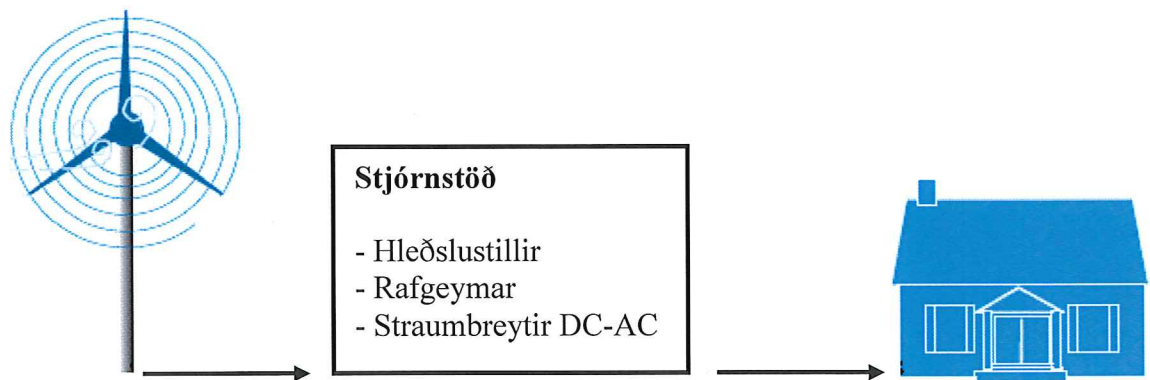 Stjórnstöð
- Hleðslustillir
- Rafgeymar
- Straumbreytir DC-AC